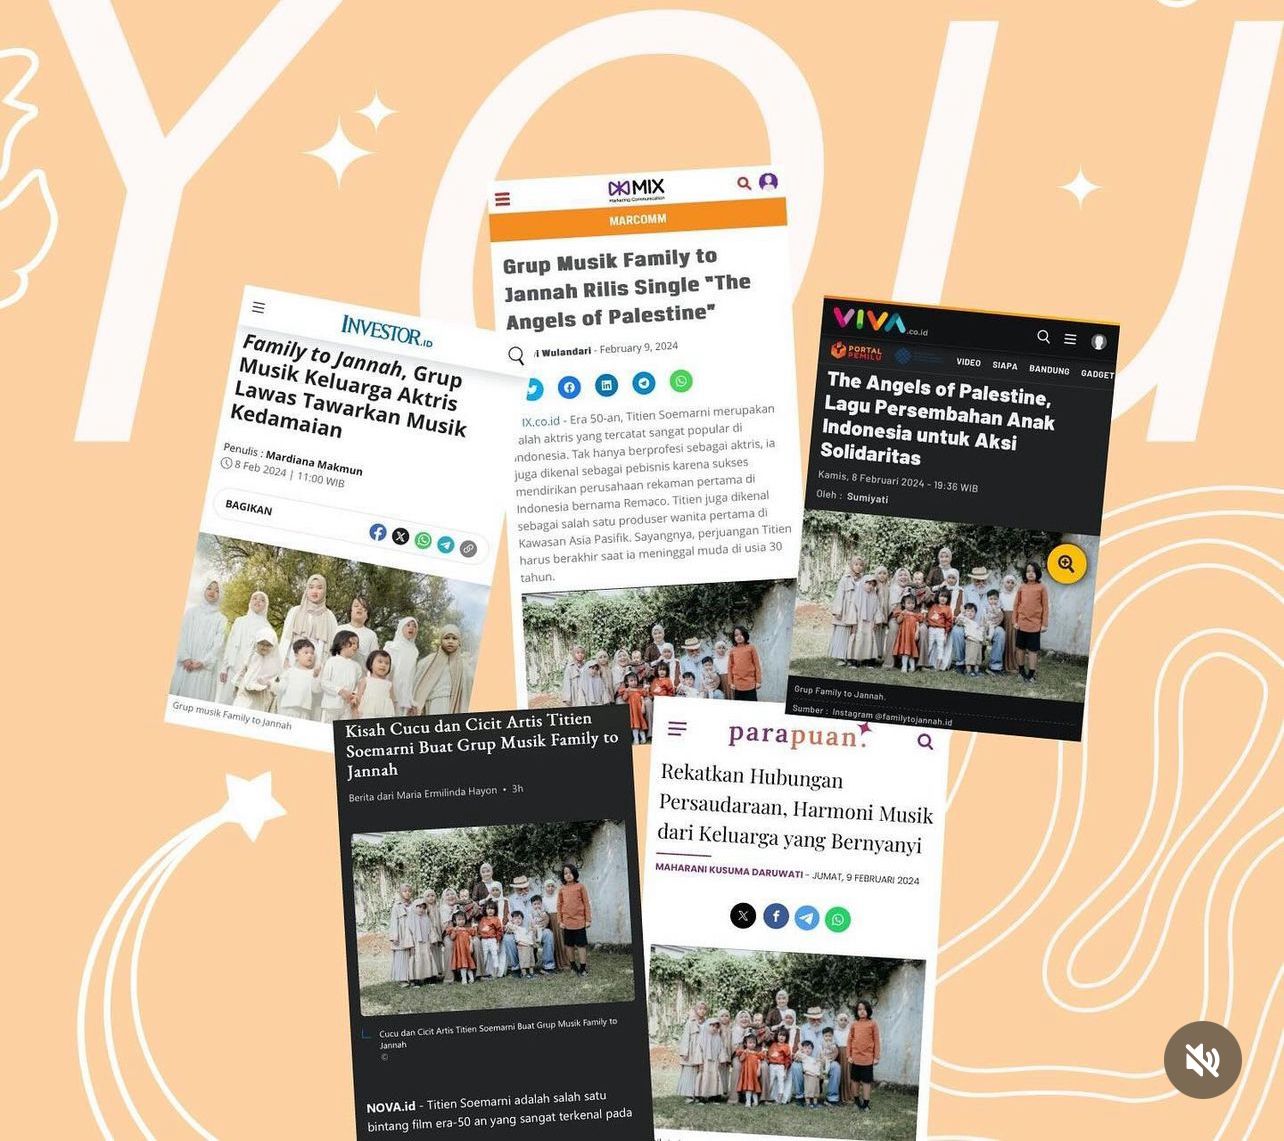 YOU
INVESTOR.ID
Family to Jannah, Grup
Musik Keluarga Aktris
Lawas Tawarkan Musik
Kedamaian
Penulis : Mardiana Makmun
8 Feb 2024 | 11:00 WIB
BAGIKAN
Grup musik Family to Jannah
MIX
Marketing Communication
MARCOMM
Grup Musik Family to
Jannah Rilis Single "The
Angels of Palestine"
i Wulandari - February 9, 2024
IX.co.id - Era 50-an, Titien Soemarni merupakan
alah aktris yang tercatat sangat popular di
ndonesia. Tak hanya berprofesi sebagai aktris, ia
juga dikenal sebagai pebisnis karena sukses
mendirikan perusahaan rekaman pertama di
Indonesia bernama Remaco. Titien juga dikenal
sebagai salah satu produser wanita pertama di
Kawasan Asia Pasifik. Sayangnya, perjuangan Titien
harus berakhir saat ia meninggal muda di usia 30
tahun.
VIVA.co.id
PORTAL
PEMILU
VIDEO SIAPA BANDUNG GADGET
The Angels of Palestine,
Lagu Persembahan Anak
Indonesia untuk Aksi
Solidaritas
Kamis, 8 Februari 2024 - 19:36 WIB
Oleh : Sumiyati
Grup Family to Jannah.
Sumber : Instagram @familytojannah.id
Kisah Cucu dan Cicit Artis Titien
Soemarni Buat Grup Musik Family to
Jannah
Berita dari Maria Ermilinda Hayon • 3h
Cucu dan Cicit Artis Titien Soemarni Buat Grup Musik Family to
Jannah
©
NOVA.id - Titien Soemarni adalah salah satu
bintang film era-50 an yang sangat terkenal pada
parapuan.
Rekatkan Hubungan
Persaudaraan, Harmoni Musik
dari Keluarga yang Bernyanyi
MAHARANI KUSUMA DARUWATI - JUMAT, 9 FEBRUARI 2024